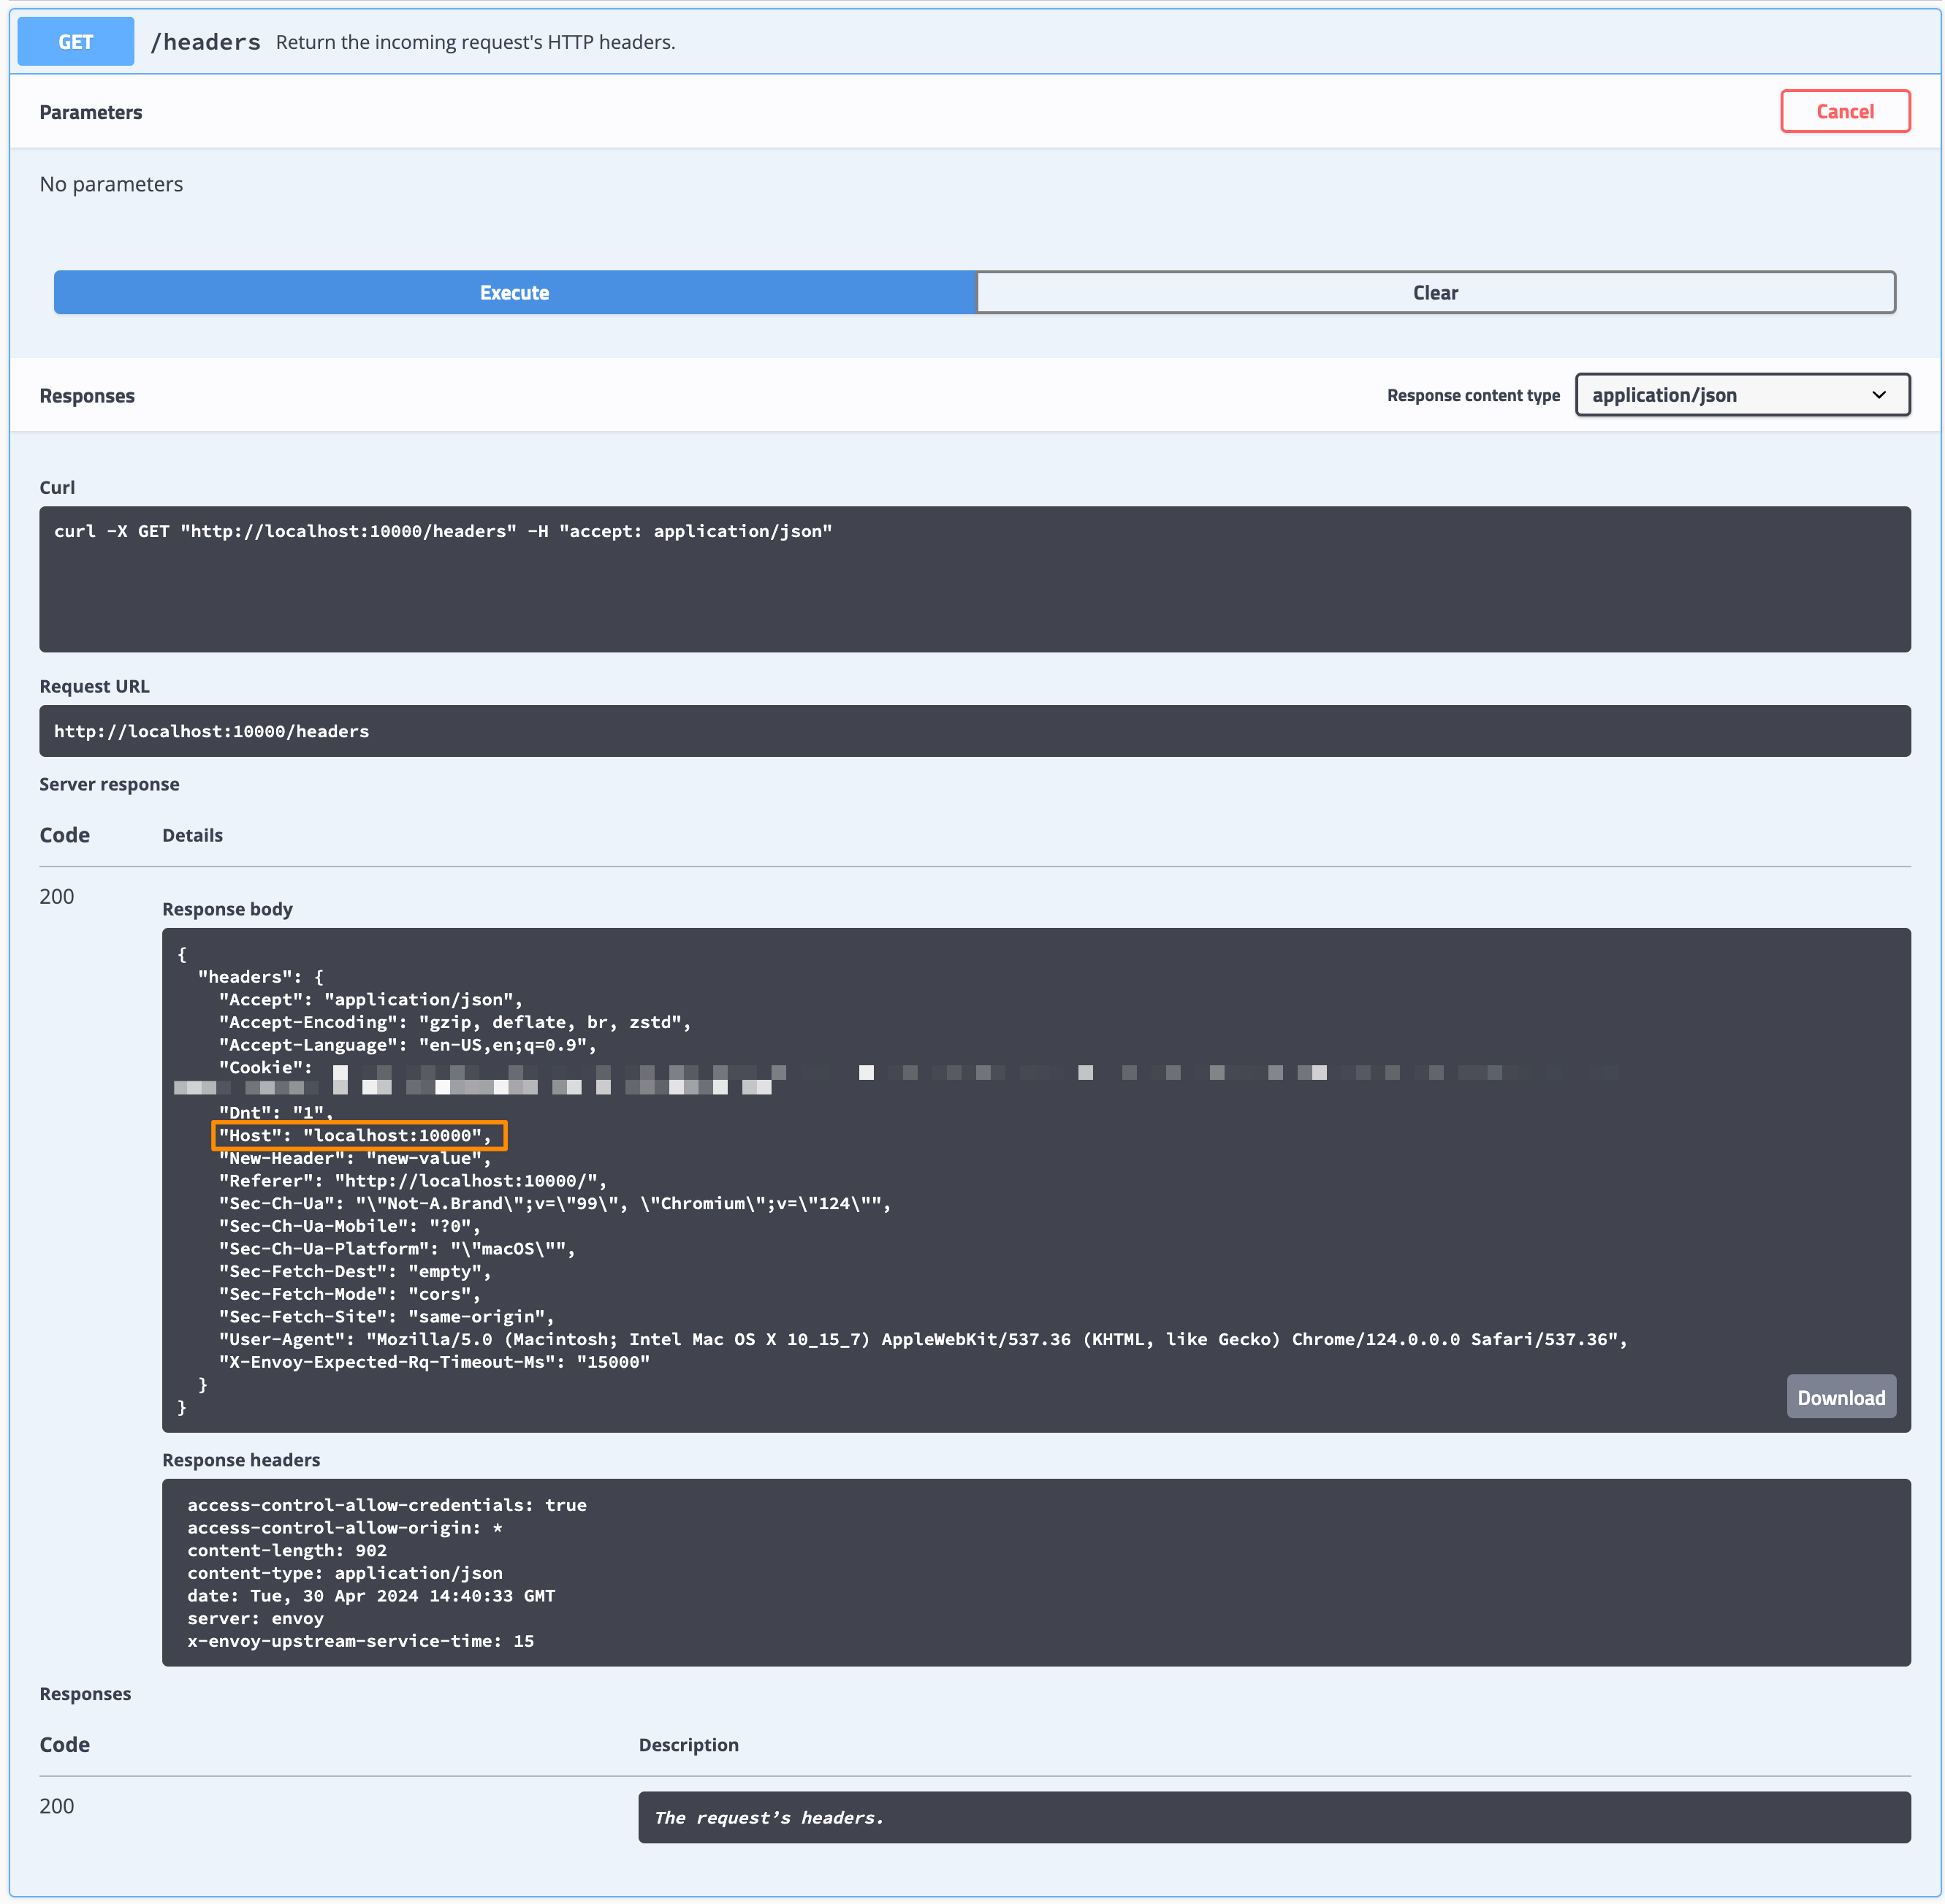 GET /headers Return the incoming request's HTTP headers.
Parameters
Cancel
No parameters
Execute
Clear
Responses
Response content type
application/json
Curl
curl -X GET "http://localhost:10000/headers" -H "accept: application/json"
Request URL
http://localhost:10000/headers
Server response
Code Details
200
Response body
{
  "headers": {
    "Accept": "application/json",
    "Accept-Encoding": "gzip, deflate, br, zstd",
    "Accept-Language": "en-US,en;q=0.9",
    "Cookie":
    "Dnt": "1",
    "Host": "localhost:10000",
    "New-Header": "new-value",
    "Referer": "http://localhost:10000/",
    "Sec-Ch-Ua": "\"Not-A.Brand\";v=\"99\", \"Chromium\";v=\"124\"",
    "Sec-Ch-Ua-Mobile": "?0",
    "Sec-Ch-Ua-Platform": "\"macOS\"",
    "Sec-Fetch-Dest": "empty",
    "Sec-Fetch-Mode": "cors",
    "Sec-Fetch-Site": "same-origin",
    "User-Agent": "Mozilla/5.0 (Macintosh; Intel Mac OS X 10_15_7) AppleWebKit/537.36 (KHTML, like Gecko) Chrome/124.0.0.0 Safari/537.36",
    "X-Envoy-Expected-Rq-Timeout-Ms": "15000"
  }
}
Download
Response headers
access-control-allow-credentials: true
access-control-allow-origin: *
content-length: 902
content-type: application/json
date: Tue, 30 Apr 2024 14:40:33 GMT
server: envoy
x-envoy-upstream-service-time: 15
Responses
Code Description
200
The request’s headers.